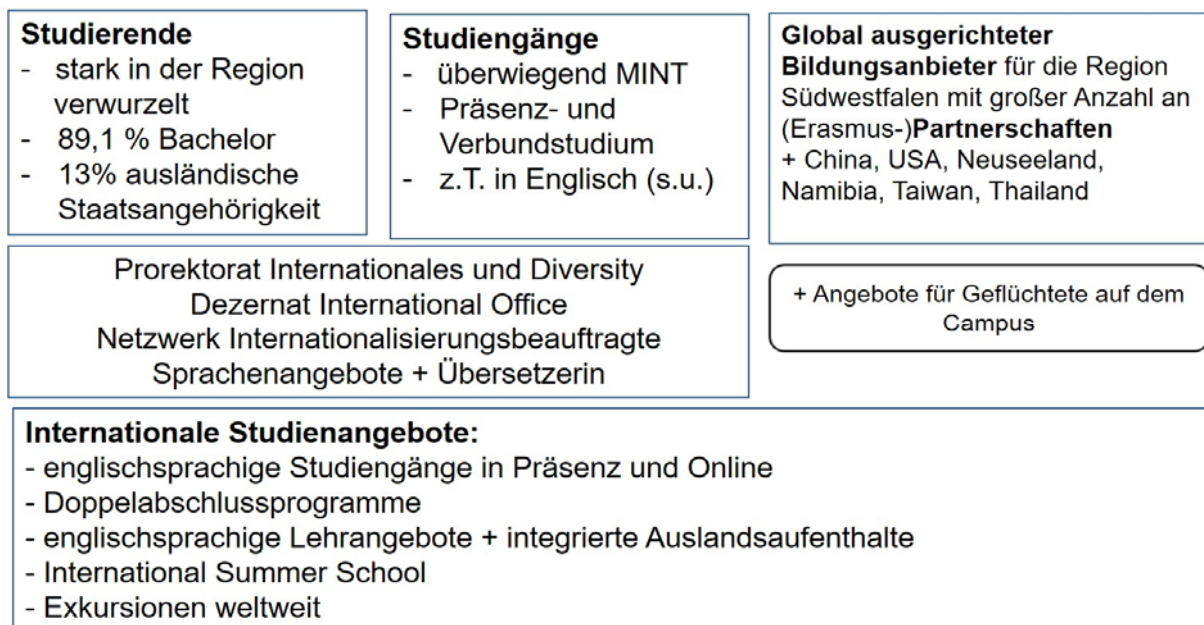 Studierende
- stark in der Region
verwurzelt
- 89,1 % Bachelor
- 13% ausländische
Staatsangehörigkeit
Studiengänge
- überwiegend MINT
- Präsenz- und
Verbundstudium
- z.T. in Englisch (s.u.)
Global ausgerichteter
Bildungsanbieter für die Region
Südwestfalen mit großer Anzahl an
(Erasmus-)Partnerschaften
+ China, USA, Neuseeland,
Namibia, Taiwan, Thailand
Prorektorat Internationales und Diversity
Dezernat International Office
Netzwerk Internationalisierungsbeauftragte
Sprachenangebote + Übersetzerin
+ Angebote für Geflüchtete auf dem
Campus
Internationale Studienangebote:
- englischsprachige Studiengänge in Präsenz und Online
- Doppelabschlussprogramme
- englischsprachige Lehrangebote + integrierte Auslandsaufenthalte
- International Summer School
- Exkursionen weltweit